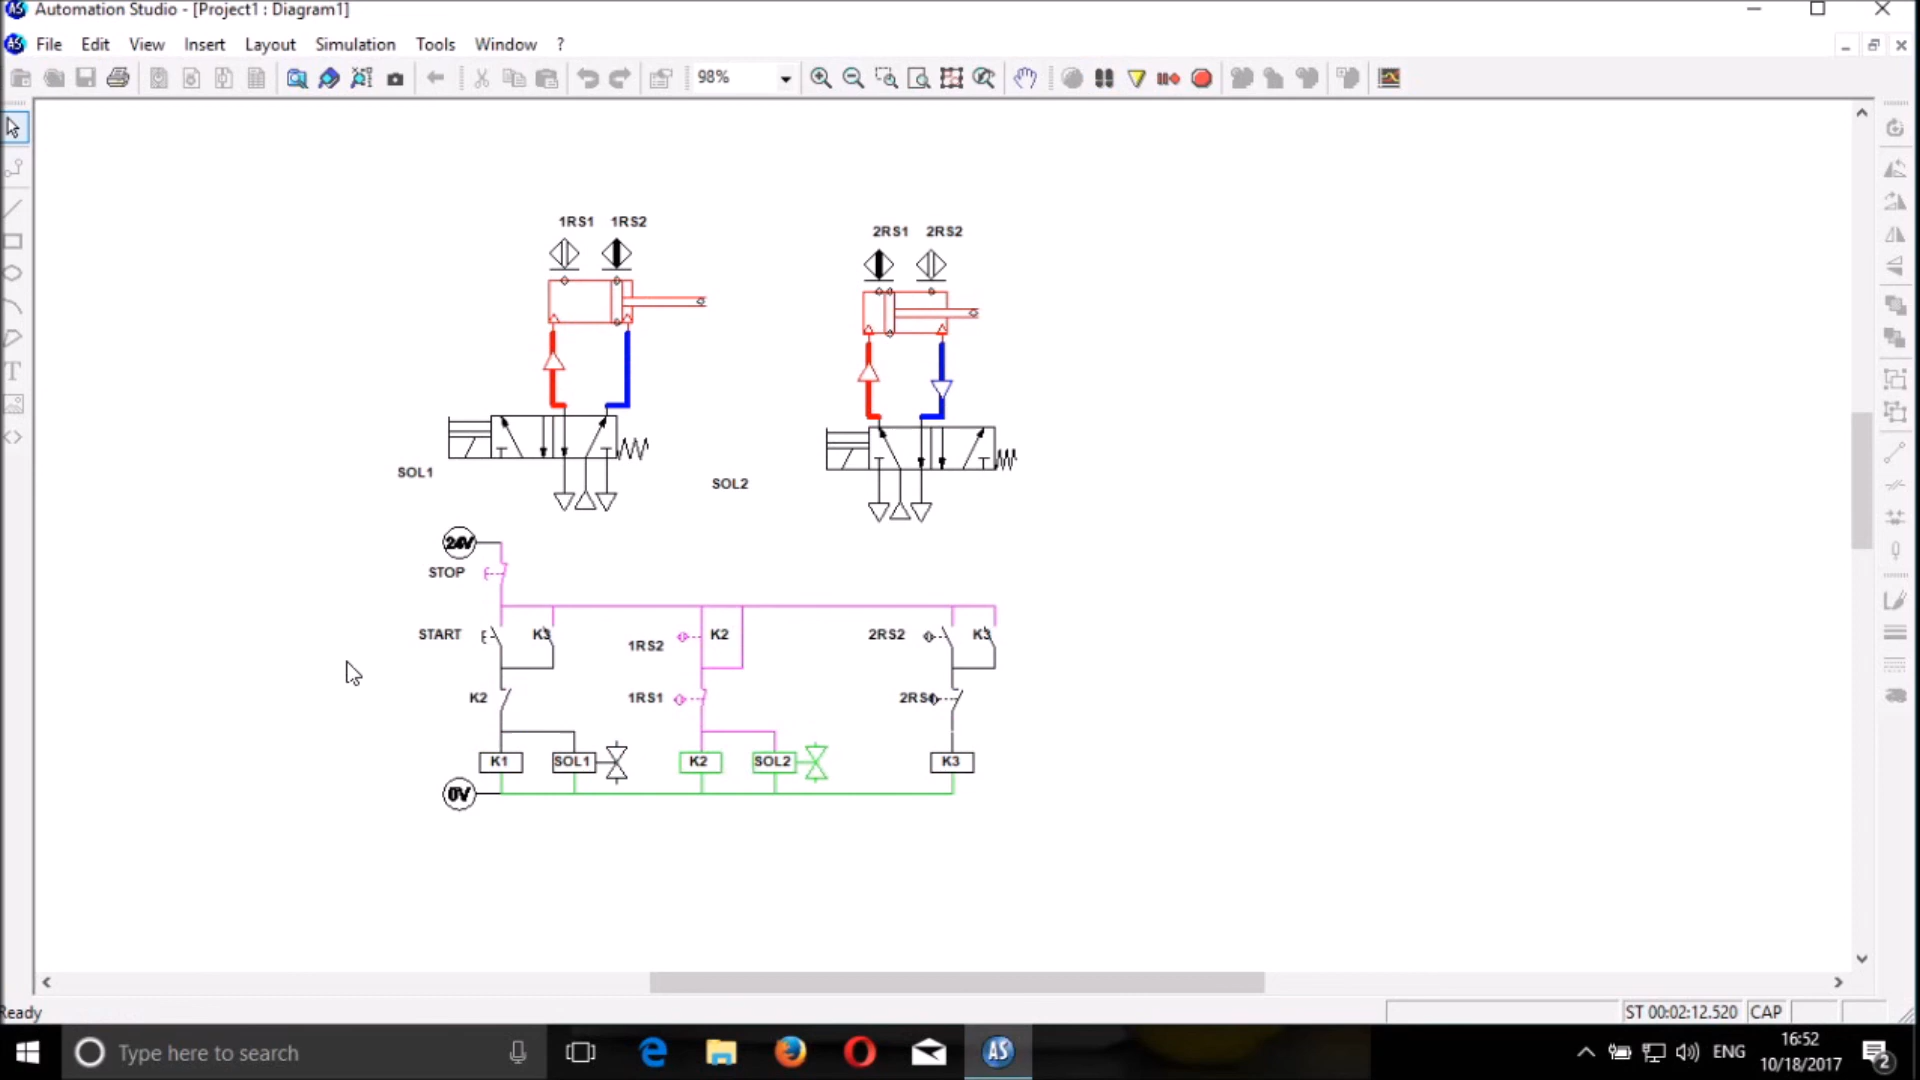 Automation Studio - [Project1 : Diagram1]
File Edit View Insert Layout Simulation Tools Window ?
98%
1RS1 1RS2
2RS1 2RS2
SOL1
SOL2
24V
STOP
START K3 1RS2 K2 2RS2 K3
K2 1RS1
K1 SOL1 K2 SOL2 K3
0V
Ready ST 00:02:12.520 CAP
Type here to search
AS
ENG
16:52
10/18/2017
2